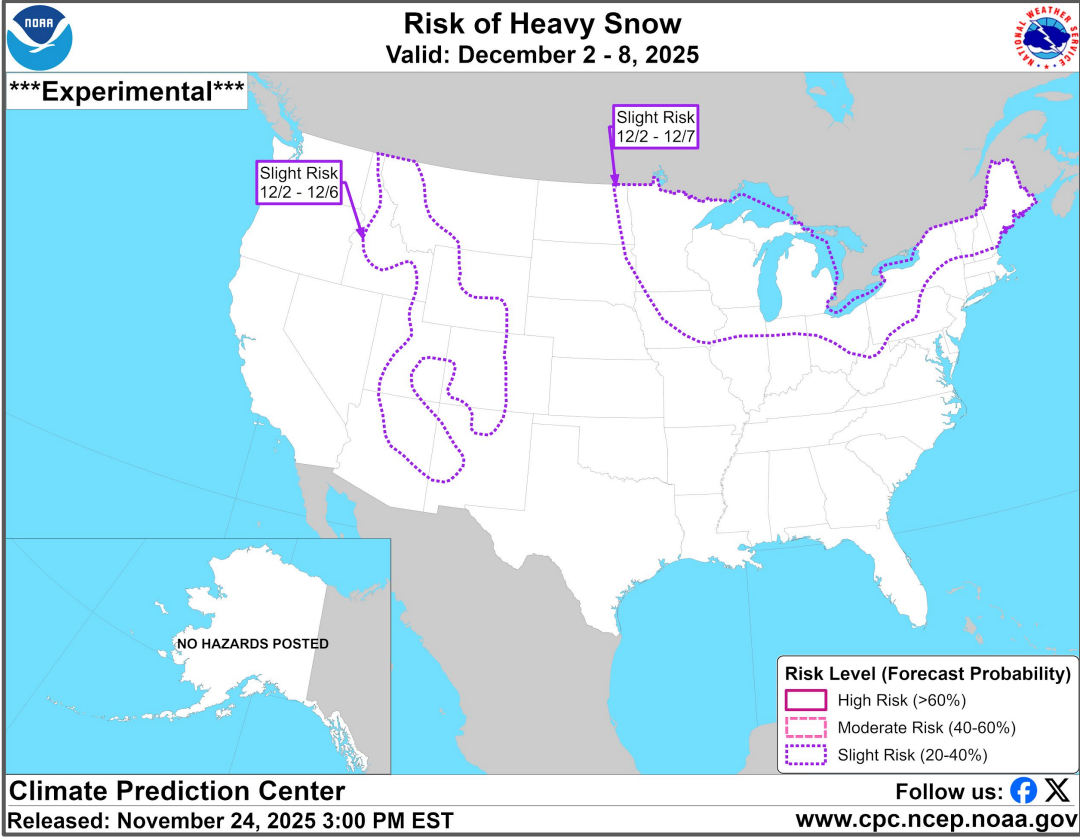 NOAA
Risk of Heavy Snow
Valid: December 2 - 8, 2025
NATIONAL WEATHER SERVICE
***Experimental***
Slight Risk
12/2 - 12/7
Slight Risk
12/2 - 12/6
NO HAZARDS POSTED
Risk Level (Forecast Probability)
High Risk (>60%)
Moderate Risk (40-60%)
Slight Risk (20-40%)
Climate Prediction Center
Follow us:
Released: November 24, 2025 3:00 PM EST
www.cpc.ncep.noaa.gov